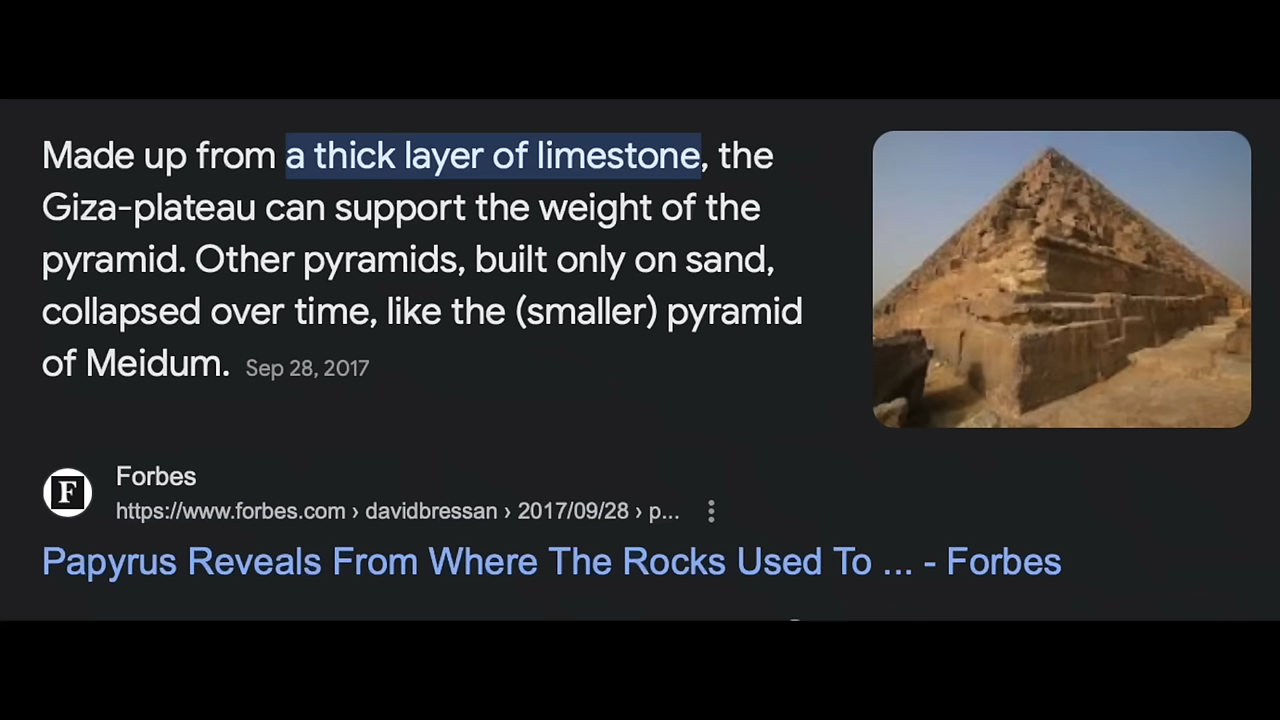 Made up from a thick layer of limestone, the
Giza-plateau can support the weight of the
pyramid. Other pyramids, built only on sand,
collapsed over time, like the (smaller) pyramid
of Meidum. Sep 28, 2017
F
Forbes
https://www.forbes.com › davidbressan › 2017/09/28 › p...
Papyrus Reveals From Where The Rocks Used To ... - Forbes